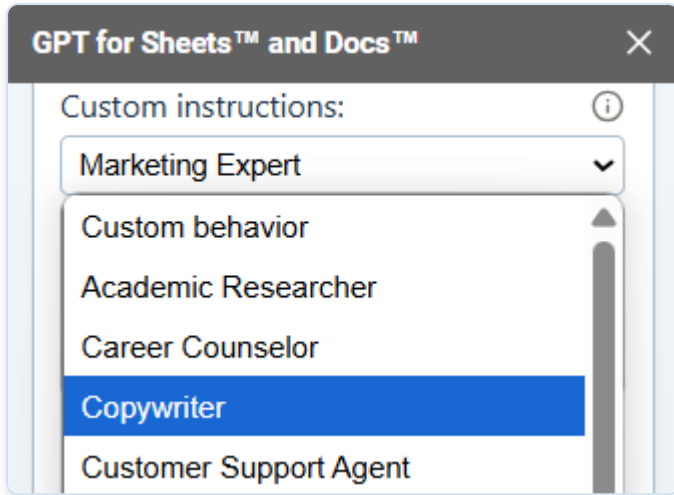 GPT for Sheets™ and Docs™
Custom instructions:
Marketing Expert
Custom behavior
Academic Researcher
Career Counselor
Copywriter
Customer Support Agent